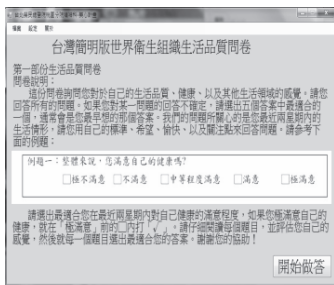 檔案 設定 關於
台灣簡明版世界衛生組織生活品質問卷
第一部份生活品質問卷
問卷說明:
這份問卷詢問您對於自己的生活品質、健康、以及其他生活領域的感覺。請您
回答所有的問題。如果您對某一問題的回答不確定,請選出五個答案中最適合的
一個,通常會是您最早想的那個答案。我們的問題所關心的是您最近兩星期內的
生活情形,請您用自己的標準、希望、愉快、以及關注點來回答問題。請參考下
面的例題:
例題一:整體來說,您滿意自己的健康嗎?
□極不滿意 □不滿意 □中等程度滿意 □滿意 □極滿意
請選出最適合您在最近兩星期內對自己健康的滿意程度,如果您極滿意自己的
健康,就在「極滿意」前的□內打「√」。請仔細閱讀每個題目,並評估您自己的
感覺,然後就每一個題目選出最適合您的答案。謝謝您的協助!
開始做答